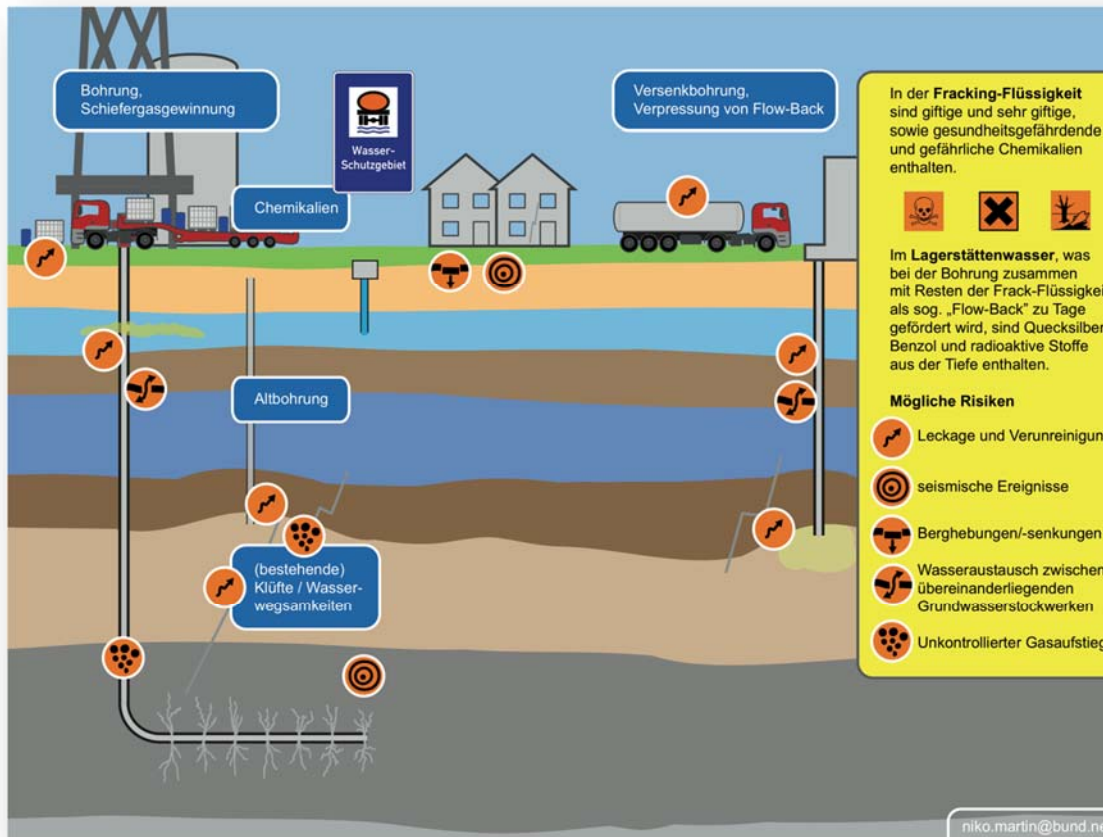 Bohrung,
Schiefergasgewinnung
Wasser-
Schutzgebiet
Versenkbohrung,
Verpressung von Flow-Back
Chemikalien
Altbohrung
(bestehende)
Klüfte / Wasser-
wegsamkeiten
In der Fracking-Flüssigkeit
sind giftige und sehr giftige,
sowie gesundheitsgefährdende
und gefährliche Chemikalien
enthalten.
Im Lagerstättenwasser, was
bei der Bohrung zusammen
mit Resten der Frack-Flüssigkei
als sog. „Flow-Back" zu Tage
gefördert wird, sind Quecksilber
Benzol und radioaktive Stoffe
aus der Tiefe enthalten.
Mögliche Risiken
Leckage und Verunreinigun
seismische Ereignisse
Berghebungen/-senkungen
Wasseraustausch zwischen
übereinanderliegenden
Grundwasserstockwerken
Unkontrollierter Gasaufstieg
niko.martin@bund.ne